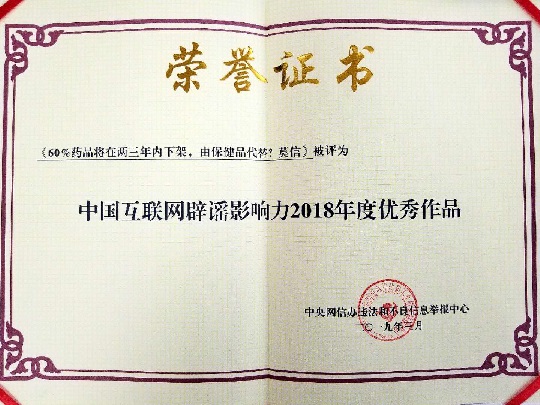 荣誉证书
《60%药品将在两三年内下架，由保健品代替？莫信》被评为
中国互联网辟谣影响力2018年度优秀作品
中央网信办违法和不良信息举报中心
二〇一九年三月